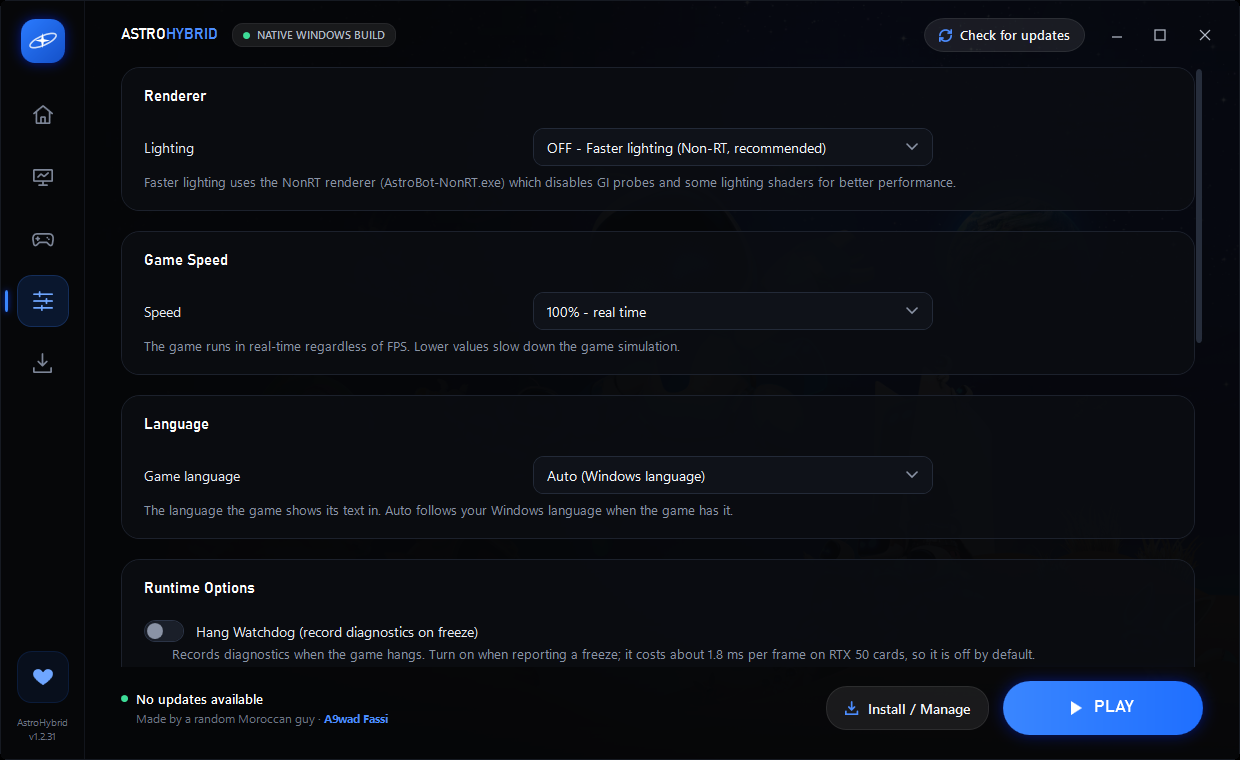 ASTROHYBRID
NATIVE WINDOWS BUILD
Check for updates
Renderer
Lighting
OFF - Faster lighting (Non-RT, recommended)
Faster lighting uses the NonRT renderer (AstroBot-NonRT.exe) which disables GI probes and some lighting shaders for better performance.
Game Speed
Speed
100% - real time
The game runs in real-time regardless of FPS. Lower values slow down the game simulation.
Language
Game language
Auto (Windows language)
The language the game shows its text in. Auto follows your Windows language when the game has it.
Runtime Options
Hang Watchdog (record diagnostics on freeze)
Records diagnostics when the game hangs. Turn on when reporting a freeze; it costs about 1.8 ms per frame on RTX 50 cards, so it is off by default.
No updates available
Made by a random Moroccan guy · A9wad Fassi
Install / Manage
PLAY
AstroHybrid
v1.2.31